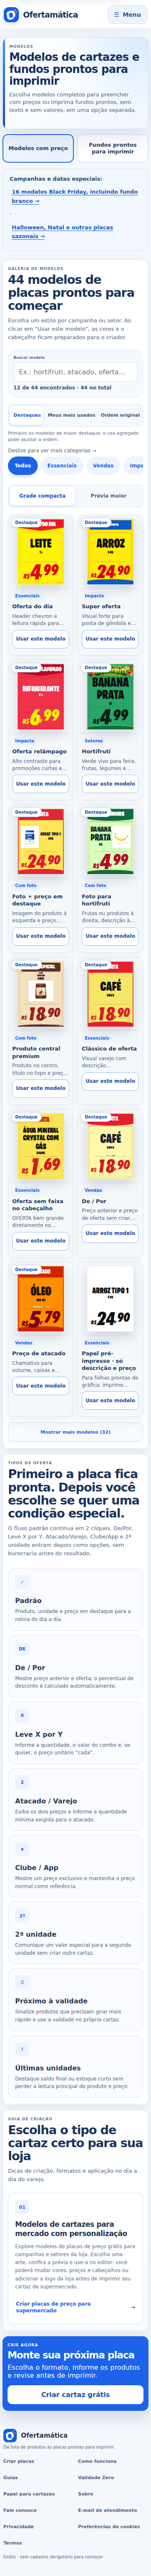 Ofertamática
☰ Menu
MODELOS
Modelos de cartazes e
fundos prontos para
imprimir
Escolha modelos completos para preencher
com preços ou imprima fundos prontos, sem
texto e sem valores, em uma opção separada.
Modelos com preço
Fundos prontos
para imprimir
Campanhas e datas especiais:
16 modelos Black Friday, incluindo fundo
branco →
·
Halloween, Natal e outras placas
sazonais →
GALERIA DE MODELOS
44 modelos de
placas prontos para
começar
Escolha um estilo por campanha ou setor. Ao
clicar em “Usar este modelo”, as cores e o
cabeçalho ficam preparados para o criador.
Buscar modelo
Ex.: hortifruti, atacado, oferta...
12 de 44 encontrados · 44 no total
Destaques
Mais usados
Ordem original
Primeiro os modelos de maior destaque; o uso agregado
pode ajustar a ordem.
Deslize para ver mais categorias →
Todos
Essenciais
Vendas
Grade compacta
Prévia maior
Destaque
LEITE
4,99
Essenciais
Oferta do dia
Header chevron e
leitura rápida para...
Usar este modelo
Destaque
ARROZ
R$24,90
Impacto
Super oferta
Visual forte para
ponta de gôndola e...
Usar este modelo
Destaque
REFRIGERANTE
R$6,99
Impacto
Oferta relâmpago
Alto contraste para
promoções curtas e...
Usar este modelo
Destaque
BANANA
PRATA
4,99
Setores
Hortifruti
Verde vivo para feira,
frutas, legumes e...
Usar este modelo
Destaque
ARROZ TIPO 1
R$24,90
Com foto
Foto + preço em
destaque
Imagem do produto à
esquerda e preço...
Usar este modelo
Destaque
BANANA
PRATA
4,99
Com foto
Foto para
hortifruti
Frutas ou produtos à
direita, descrição à...
Usar este modelo
Destaque
R$18,90
Com foto
Produto central
premium
Produto no centro,
título no topo e preç...
Usar este modelo
Destaque
CAFÉ
R$18,90
Essenciais
Clássico de oferta
Visual varejo com
descrição...
Usar este modelo
Destaque
ÁGUA MINERAL
CRYSTAL COM
GÁS
R$1,69
Essenciais
Oferta sem faixa
no cabeçalho
OFERTA bem grande
diretamente no...
Usar este modelo
Destaque
CAFÉ
R$18,90
Vendas
De / Por
Preço anterior e preço
de oferta sem criar...
Usar este modelo
Destaque
ÓLEO
R$5,79
Vendas
Preço de atacado
Chamativo para
volume, caixas e...
Usar este modelo
ARROZ TIPO 1
R$24,90
Essenciais
Papel pré-
impresso · só
descrição e preço
Para folhas prontas de
gráfica: imprime...
Usar este modelo
Mostrar mais modelos (32)
TIPOS DE OFERTA
Primeiro a placa fica
pronta. Depois você
escolhe se quer uma
condição especial.
O fluxo padrão continua em 2 cliques. De/Por,
Leve X por Y, Atacado/Varejo, Clube/App e 2ª
unidade entram depois como opções, sem
burocracia antes do resultado.
✓
Padrão
Produto, unidade e preço em destaque para a
rotina do dia a dia.
DE
De / Por
Mostre preço anterior e oferta; o percentual de
desconto é calculado automaticamente.
X
Leve X por Y
Informe a quantidade, o valor do combo e, se
quiser, o preço unitário “cada”.
2
Atacado / Varejo
Exiba os dois preços e informe a quantidade
mínima exigida para o atacado.
★
Clube / App
Mostre um preço exclusivo e mantenha o preço
normal como referência.
2ª
2ª unidade
Comunique um valor especial para a segunda
unidade sem criar outro cartaz.
Próximo à validade
Sinalize produtos que precisam girar mais
rápido e use a validade no próprio cartaz.
!
Últimas unidades
Destaque saldo final ou estoque curto sem
perder a leitura principal de produto e preço.
GUIA DE CRIAÇÃO
Escolha o tipo de
cartaz certo para sua
loja
Dicas de criação, formatos e aplicação no dia a
dia do varejo.
01
Modelos de cartazes para
mercado com personalização
Explore modelos de placas de preço grátis para
campanhas e setores da loja. Escolha uma
arte, confira a prévia e use-a no editor: você
poderá mudar cores, preços e cabeçalhos ou
adicionar a logo da loja antes de imprimir seu
cartaz de supermercado.
Criar placas de preço para
supermercado
→
CRIE AGORA
Monte sua próxima placa
Escolha o formato, informe os produtos
e revise antes de imprimir.
Criar cartaz grátis
Ofertamática
Da lista de produtos às placas prontas para imprimir.
Criar placas
Como funciona
Guias
Validade Zero
Papel para cartazes
Sobre
Fale conosco
E-mail de atendimento
Privacidade
Preferências de cookies
Termos
Grátis · sem cadastro obrigatório para começar